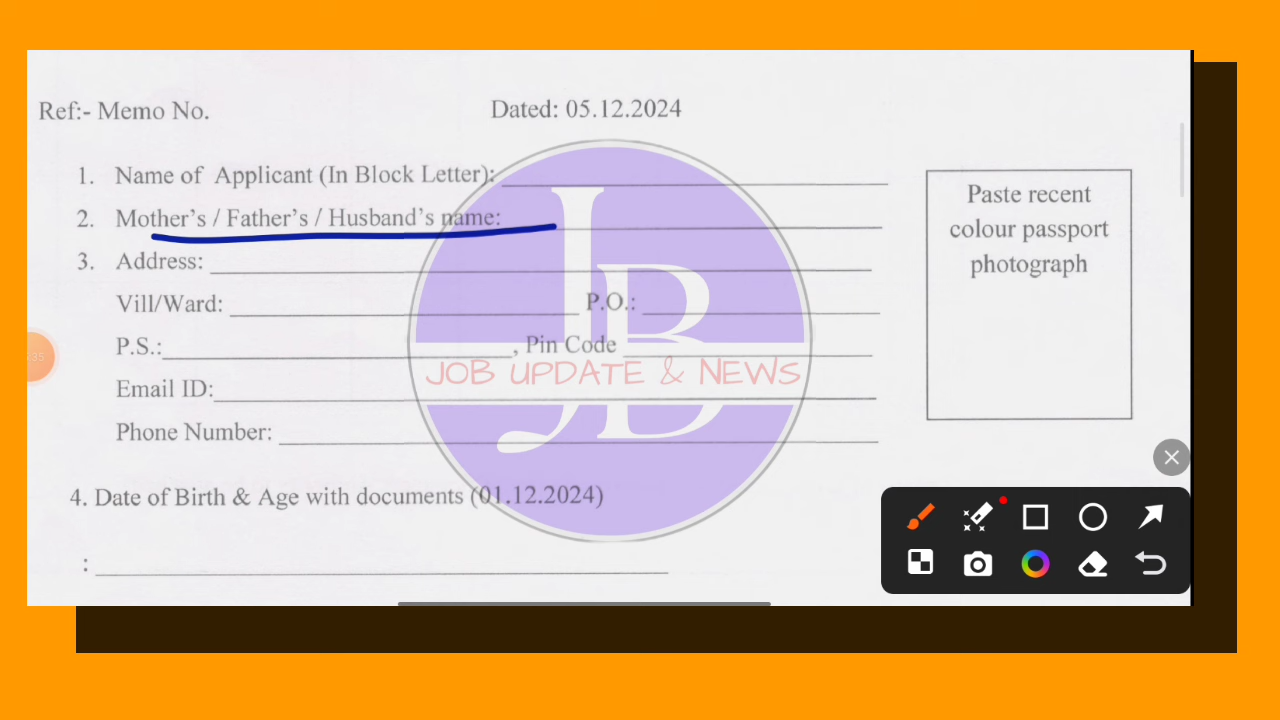 Ref:- Memo No. Dated: 05.12.2024
1. Name of Applicant (In Block Letter):
2. Mother's / Father's / Husband's name:
3. Address:
Vill/Ward: P.O.:
P.S.: , Pin Code
Email ID:
Phone Number:
4. Date of Birth & Age with documents (01.12.2024)
:
Paste recent
colour passport
photograph
JB
JOB UPDATE & NEWS
35